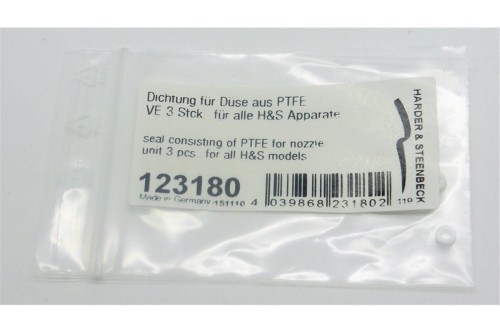 Dichtung für Düse aus PTFE
VE 3 Stck. für alle H&S Apparate
seal consisting of PTFE for nozzle
unit 3 pcs. for all H&S models
123180
Made in Germany 151110
4 039868 231802
119
HARDER & STEENBECK